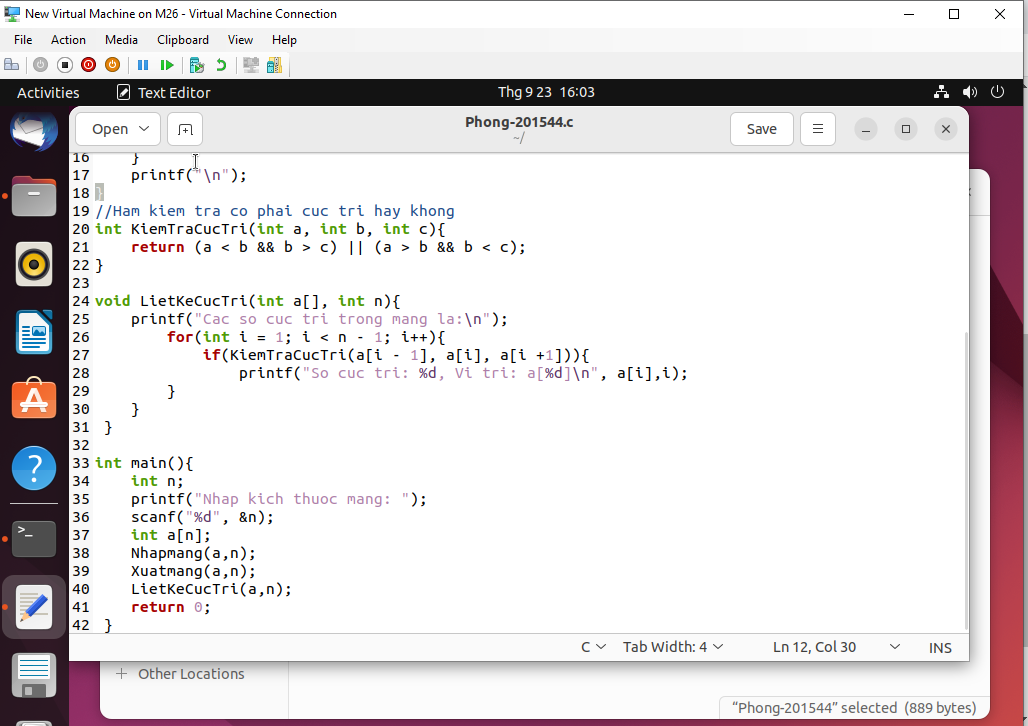 New Virtual Machine on M26 - Virtual Machine Connection
File Action Media Clipboard View Help
Activities Text Editor Thg 9 23 16:03
Open Phong-201544.c Save
~/
16 }
17 printf("\n");
18 }
19 //Ham kiem tra co phai cuc tri hay khong
20 int KiemTraCucTri(int a, int b, int c){
21 return (a < b && b > c) || (a > b && b < c);
22 }
23
24 void LietKeCucTri(int a[], int n){
25 printf("Cac so cuc tri trong mang la:\n");
26 for(int i = 1; i < n - 1; i++){
27 if(KiemTraCucTri(a[i - 1], a[i], a[i +1])){
28 printf("So cuc tri: %d, Vi tri: a[%d]\n", a[i],i);
29 }
30 }
31 }
32
33 int main(){
34 int n;
35 printf("Nhap kich thuoc mang: ");
36 scanf("%d", &n);
37 int a[n];
38 Nhapmang(a,n);
39 Xuatmang(a,n);
40 LietKeCucTri(a,n);
41 return 0;
42 }
C Tab Width: 4 Ln 12, Col 30 INS
+ Other Locations
"Phong-201544" selected (889 bytes)